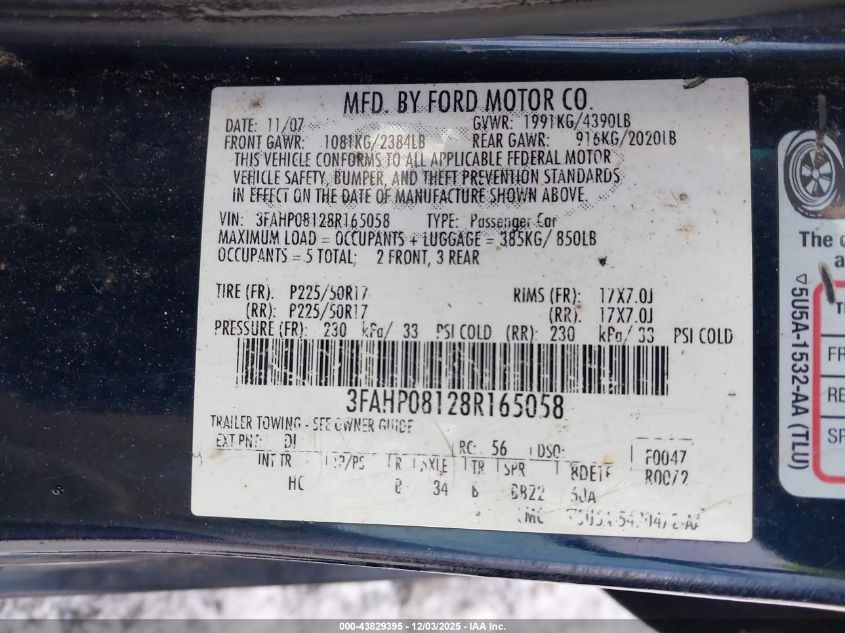 MFD. BY FORD MOTOR CO.
DATE: 11/07 GVWR: 1991KG/4390LB
FRONT GAWR: 1081KG/2384LB REAR GAWR: 916KG/2020LB
THIS VEHICLE CONFORMS TO ALL APPLICABLE FEDERAL MOTOR
VEHICLE SAFETY, BUMPER, AND THEFT PREVENTION STANDARDS
IN EFFECT ON THE DATE OF MANUFACTURE SHOWN ABOVE.
VIN: 3FAHP08128R165058 TYPE: Passenger Car
MAXIMUM LOAD = OCCUPANTS + LUGGAGE = 385KG/ 850LB
OCCUPANTS = 5 TOTAL; 2 FRONT, 3 REAR
TIRE (FR): P225/50R17 RIMS (FR): 17X7.0J
(RR): P225/50R17 (RR): 17X7.0J
PRESSURE (FR): 230 kPa/ 33 PSI COLD (RR): 230 kPa/ 33 PSI COLD
3FAHP08128R165058
TRAILER TOWING - SEE OWNER GUIDE
EXT PNT: RC: 56 DSO: F0047
INT TR TP/PS R AXLE TR SPR R0072
34
The
a
FR
RE
SP
5U5A-1532-AA (TLU)
000-43829395 - 12/03/2025 - IAA Inc.